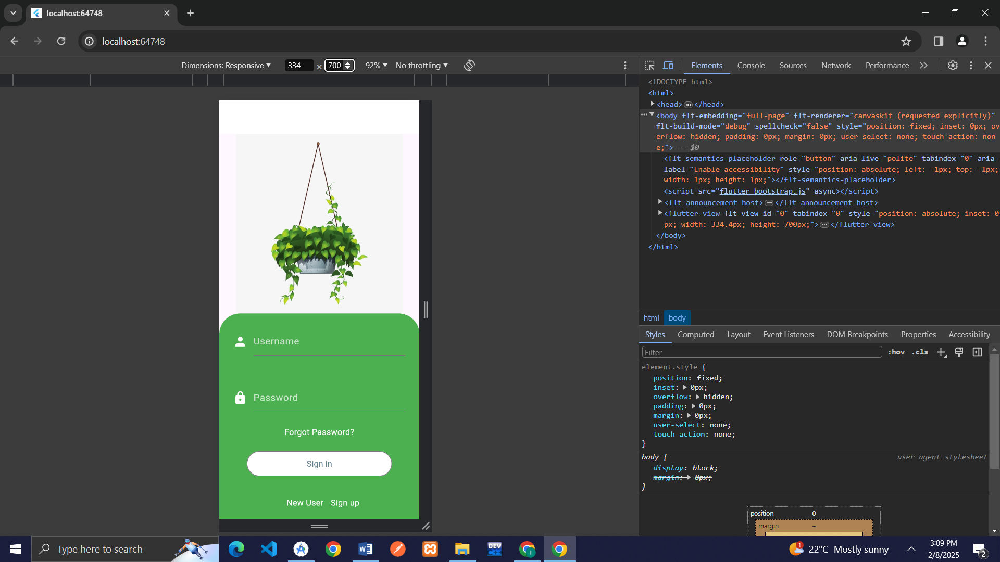 localhost:64748
localhost:64748
Dimensions: Responsive 334 × 700 92% No throttling
Elements Console Sources Network Performance
<!DOCTYPE html>
<html>
<head> ••• </head>
••• <body flt-embedding="full-page" flt-renderer="canvaskit (requested explicitly)"
flt-build-mode="debug" spellcheck="false" style="position: fixed; inset: 0px; ov
erflow: hidden; padding: 0px; margin: 0px; user-select: none; touch-action: non
e;"> == $0
<flt-semantics-placeholder role="button" aria-live="polite" tabindex="0" aria-
label="Enable accessibility" style="position: absolute; left: -1px; top: -1px;
width: 1px; height: 1px;"></flt-semantics-placeholder>
<script src="flutter_bootstrap.js" async></script>
<flt-announcement-host> ••• </flt-announcement-host>
<flutter-view flt-view-id="0" tabindex="0" style="position: absolute; inset: 0
px; width: 334.4px; height: 700px;"> ••• </flutter-view>
</body>
</html>
html body
Styles Computed Layout Event Listeners DOM Breakpoints Properties Accessibility
Filter :hov .cls
element.style {
position: fixed;
inset: 0px;
overflow: hidden;
padding: 0px;
margin: 0px;
user-select: none;
touch-action: none;
}
body { user agent stylesheet
display: block;
margin: 8px;
}
position 0
margin –
Username
Password
Forgot Password?
Sign in
New User Sign up
Type here to search
DEV
1
22°C Mostly sunny
3:09 PM
2/8/2025
2